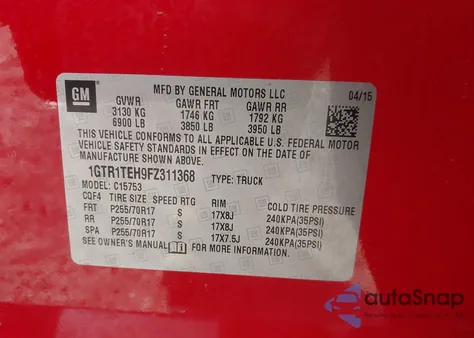 GM
MFD BY GENERAL MOTORS LLC
04/15
GVWR GAWR FRT GAWR RR
3130 KG 1746 KG 1792 KG
6900 LB 3850 LB 3950 LB
THIS VEHICLE CONFORMS TO ALL APPLICABLE U.S. FEDERAL MOTOR
VEHICLE SAFETY STANDARDS IN EFFECT ON THE DATE OF
MANUFACTURE SHOWN ABOVE.
1GTR1TEH9FZ311368 TYPE: TRUCK
MODEL: C15753
CQF4 TIRE SIZE SPEED RTG RIM COLD TIRE PRESSURE
FRT P255/70R17 S 17X8J 240KPA(35PSI)
RR P255/70R17 S 17X8J 240KPA(35PSI)
SPA P255/70R17 S 17X7.5J 240KPA(35PSI)
SEE OWNER'S MANUAL FOR MORE INFORMATION.
autoSnap